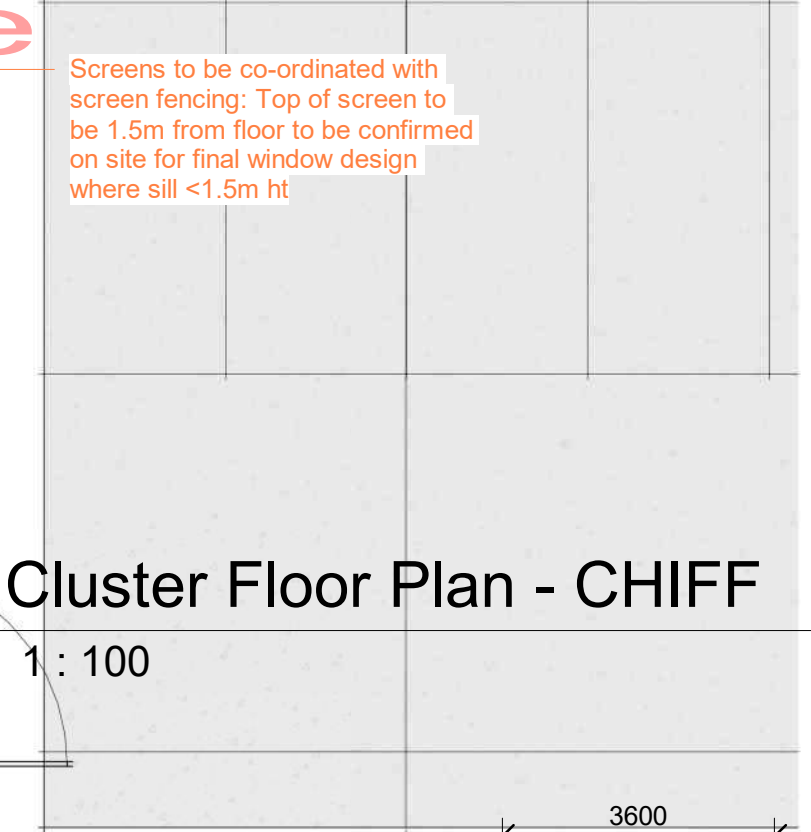 e
Screens to be co-ordinated with
screen fencing: Top of screen to
be 1.5m from floor to be confirmed
on site for final window design
where sill <1.5m ht
Cluster Floor Plan - CHIFF
1 : 100
3600